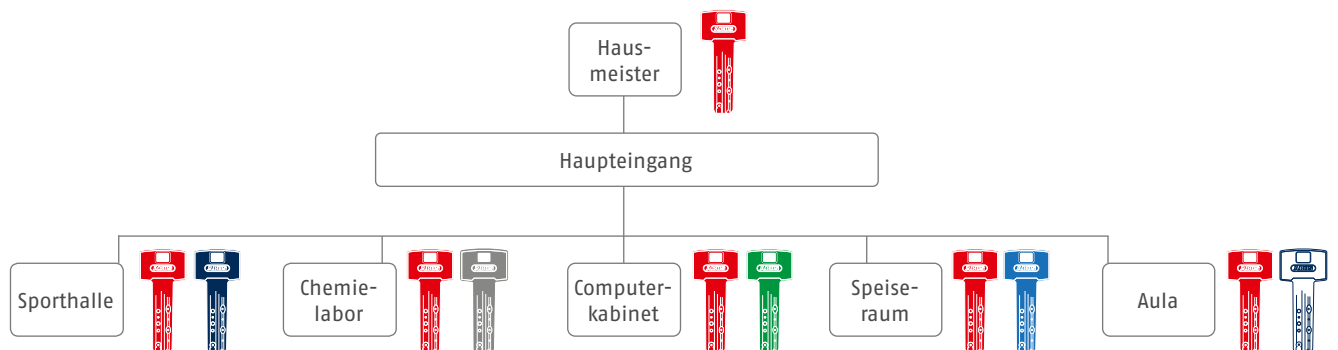 Haus-
meister
Haupteingang
Sporthalle
Chemie-
labor
Computer-
kabinet
Speise-
raum
Aula